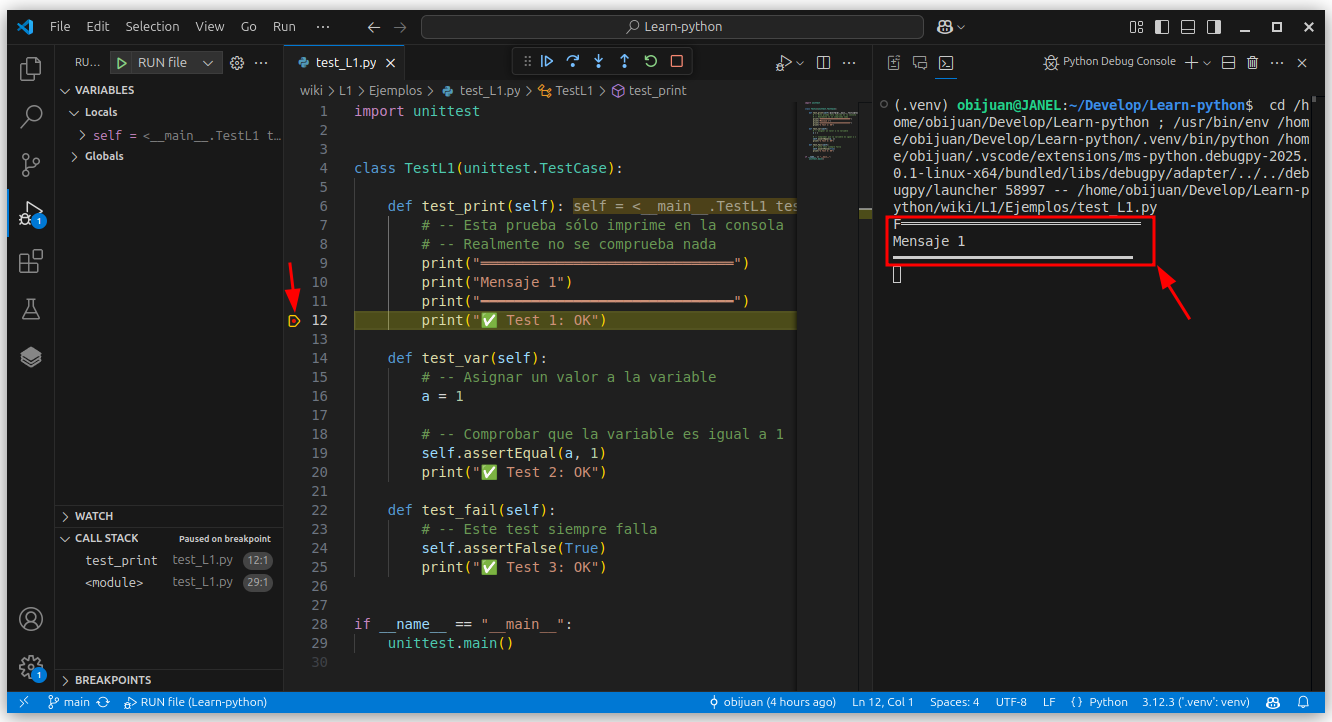 File Edit Selection View Go Run ··· ← → Learn-python
RU... RUN file ···
VARIABLES
Locals
self = <__main__.TestL1 t...
Globals
WATCH
CALL STACK Paused on breakpoint
test_print test_L1.py 12:1
<module> test_L1.py 29:1
BREAKPOINTS
1
1
test_L1.py
wiki > L1 > Ejemplos > test_L1.py > TestL1 > test_print
1 import unittest
2
3
4 class TestL1(unittest.TestCase):
5
6 def test_print(self): self = <__main__.TestL1 tes
7 # -- Esta prueba sólo imprime en la consola
8 # -- Realmente no se comprueba nada
9 print("══════════════════════════════")
10 print("Mensaje 1")
11 print("══════════════════════════════")
12 print("✅ Test 1: OK")
13
14 def test_var(self):
15 # -- Asignar un valor a la variable
16 a = 1
17
18 # -- Comprobar que la variable es igual a 1
19 self.assertEqual(a, 1)
20 print("✅ Test 2: OK")
21
22 def test_fail(self):
23 # -- Este test siempre falla
24 self.assertFalse(True)
25 print("✅ Test 3: OK")
26
27
28 if __name__ == "__main__":
29 unittest.main()
30
Python Debug Console
(.venv) obijuan@JANEL:~/Develop/Learn-python$ cd /h
ome/obijuan/Develop/Learn-python ; /usr/bin/env /hom
e/obijuan/Develop/Learn-python/.venv/bin/python /hom
e/obijuan/.vscode/extensions/ms-python.debugpy-2025.
0.1-linux-x64/bundled/libs/debugpy/adapter/../../deb
ugpy/launcher 58997 -- /home/obijuan/Develop/Learn-p
ython/wiki/L1/Ejemplos/test_L1.py
F══════════════════════════════
Mensaje 1
══════════════════════════════
main RUN file (Learn-python) obijuan (4 hours ago) Ln 12, Col 1 Spaces: 4 UTF-8 LF {} Python 3.12.3 ('.venv': venv)